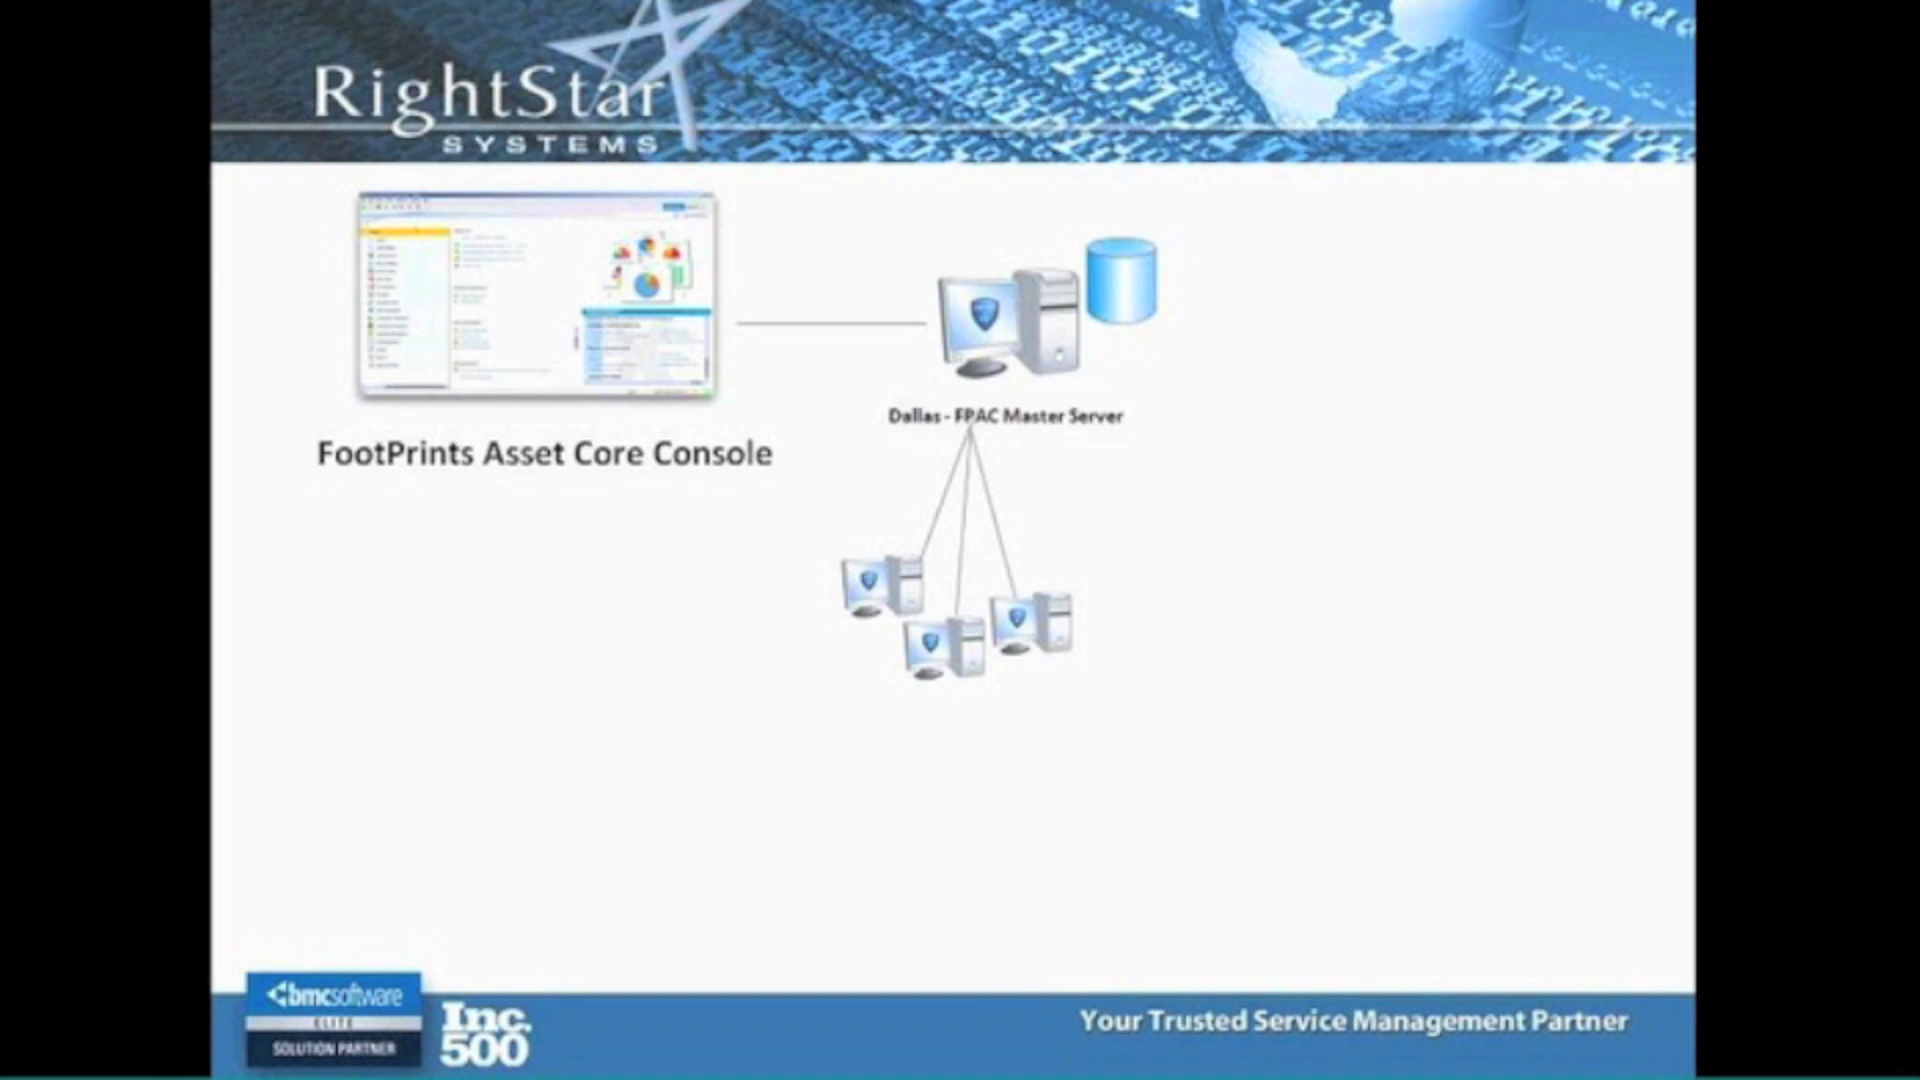 RightStar
SYSTEMS
Dallas - FPAC Master Server
FootPrints Asset Core Console
bmcsoftware
ELITE
SOLUTION PARTNER
Inc.
500
Your Trusted Service Management Partner